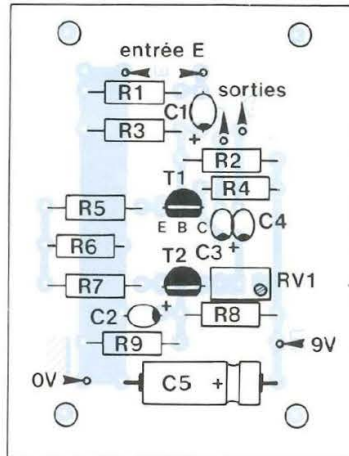 entrée E
R1
C1
sorties
R3
+
R2
T1
R4
R5
E B C
C4
R6
C3 +
T2
R7
RV1
+
C2
R8
R9
9V
0V
C5 +